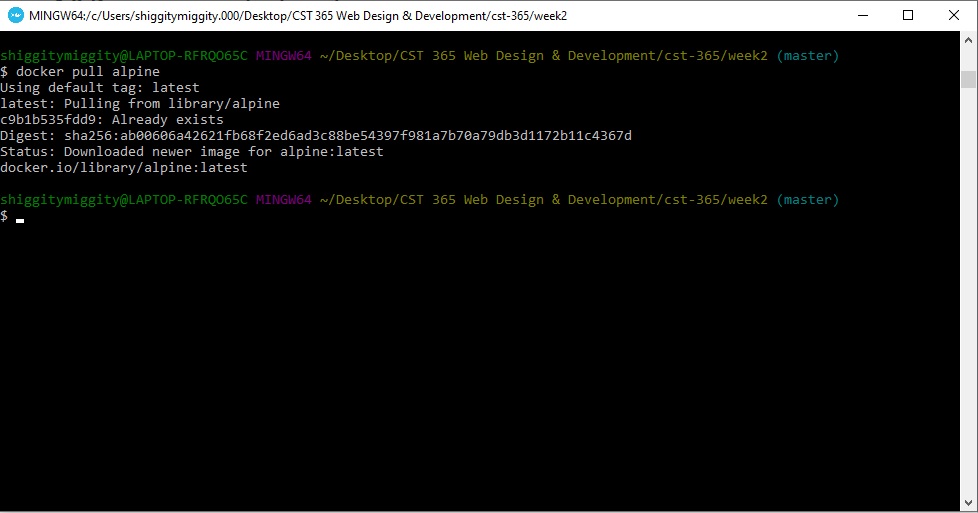 MINGW64:/c/Users/shiggitymiggity.000/Desktop/CST 365 Web Design & Development/cst-365/week2
shiggitymiggity@LAPTOP-RFRQO65C MINGW64 ~/Desktop/CST 365 Web Design & Development/cst-365/week2 (master)
$ docker pull alpine
Using default tag: latest
latest: Pulling from library/alpine
c9b1b535fdd9: Already exists
Digest: sha256:ab00606a42621fb68f2ed6ad3c88be54397f981a7b70a79db3d1172b11c4367d
Status: Downloaded newer image for alpine:latest
docker.io/library/alpine:latest
shiggitymiggity@LAPTOP-RFRQO65C MINGW64 ~/Desktop/CST 365 Web Design & Development/cst-365/week2 (master)
$